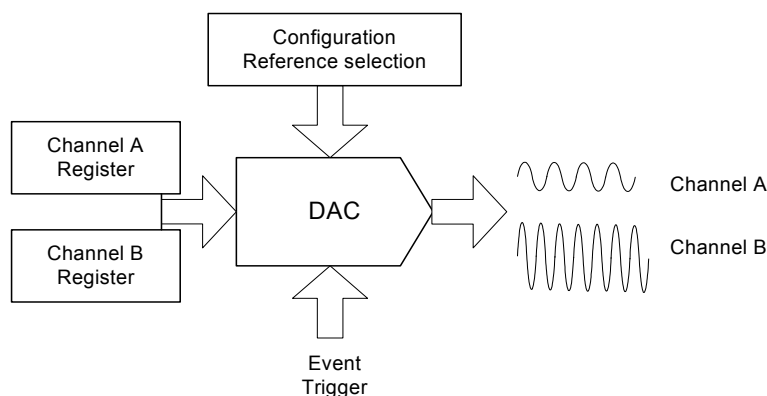 Configuration
Reference selection
Channel A
Register
DAC
Channel A
Channel B
Register
Channel B
Event
Trigger